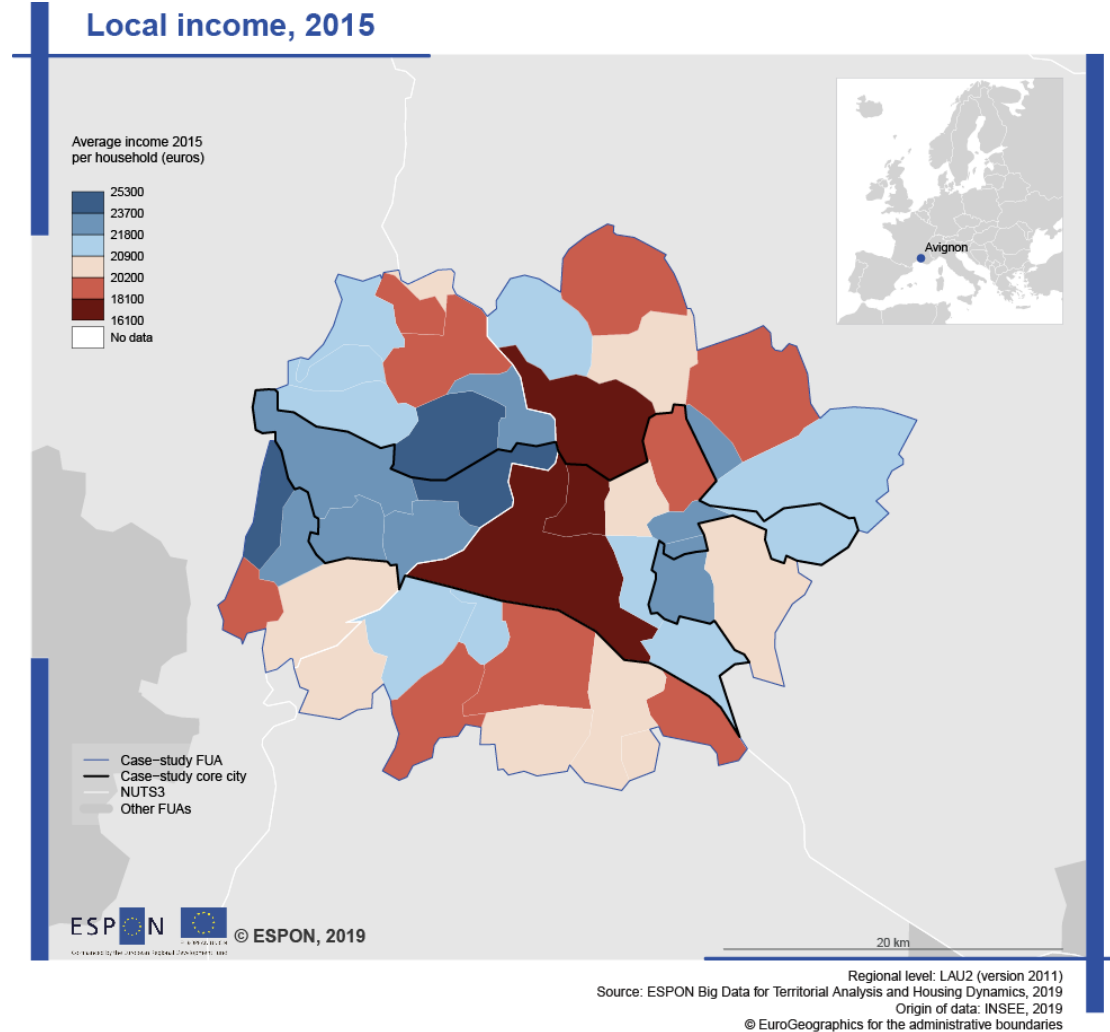 Local income, 2015
Average income 2015
per household (euros)
25300
23700
21800
20900
20200
18100
16100
No data
Avignon
Case−study FUA
Case−study core city
NUTS3
Other FUAs
ESPON
© ESPON, 2019
20 km
Regional level: LAU2 (version 2011)
Source: ESPON Big Data for Territorial Analysis and Housing Dynamics, 2019
Origin of data: INSEE, 2019
© EuroGeographics for the administrative boundaries